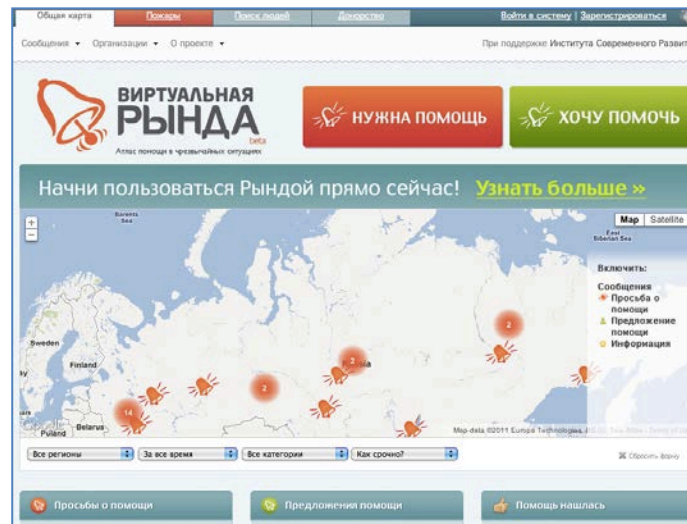 Общая карта Пожары Поиск людей Донорство Войти в систему | Зарегистрироваться
Сообщения Организации О проекте При поддержке Института Современного Развит
ВИРТУАЛЬНАЯ
РЫНДА
beta
Атлас помощи в чрезвычайных ситуациях
НУЖНА ПОМОЩЬ
ХОЧУ ПОМОЧЬ
Начни пользоваться Рындой прямо сейчас! Узнать больше »
+
−
Barents
Sea
Map Satellite
East
Siberian Sea
Включить:
Сообщения
Просьба о
помощи
Предложение
помощи
Информация
Sweden
Finland
2
2
2
14
Poland
Belarus
Map data ©2011 Europa Technologies,
Все регионы За все время Все категории Как срочно? Сбросить форму
Просьбы о помощи Предложения помощи Помощь нашлась